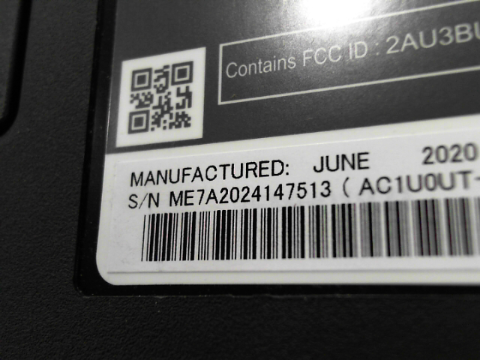 Contains FCC ID : 2AU3BU
MANUFACTURED: JUNE 2020
S/N ME7A2024147513 ( AC1U0UT-